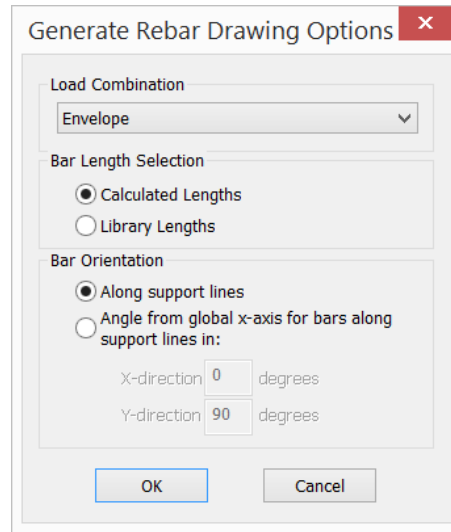 Generate Rebar Drawing Options
Load Combination
Envelope
Bar Length Selection
Calculated Lengths
Library Lengths
Bar Orientation
Along support lines
Angle from global x-axis for bars along
support lines in:
X-direction 0 degrees
Y-direction 90 degrees
OK Cancel